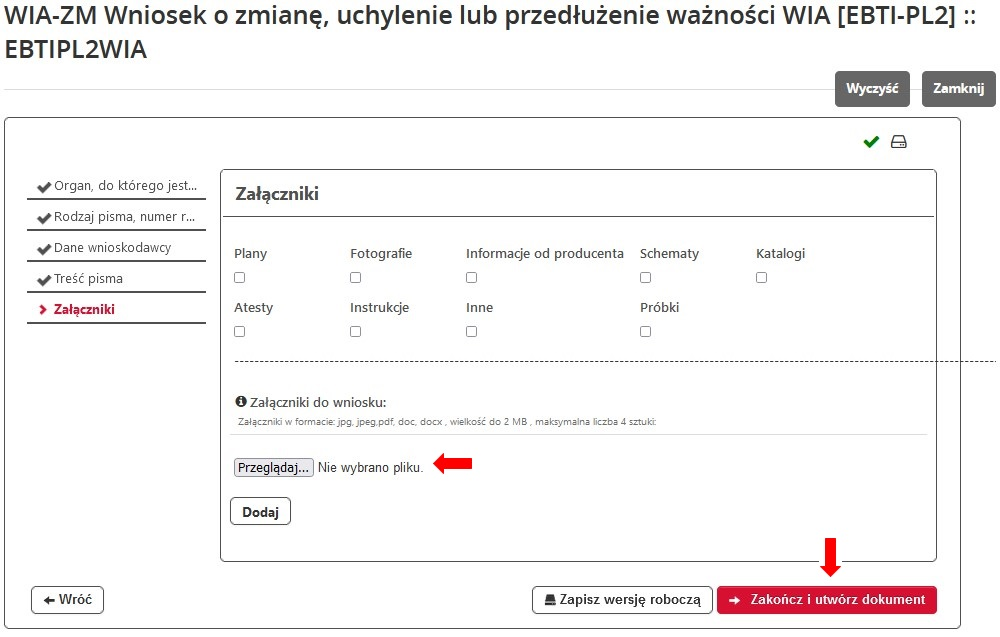 WIA-ZM Wniosek o zmianę, uchylenie lub przedłużenie ważności WIA [EBTI-PL2] ::
EBTIPL2WIA
Wyczyść
Zamknij
Organ, do którego jest...
Rodzaj pisma, numer r...
Dane wnioskodawcy
Treść pisma
Załączniki
Załączniki
Plany
Fotografie
Informacje od producenta
Schematy
Katalogi
Atesty
Instrukcje
Inne
Próbki
Załączniki do wniosku:
Załączniki w formacie: jpg, jpeg,pdf, doc, docx , wielkość do 2 MB , maksymalna liczba 4 sztuki:
Przeglądaj... Nie wybrano pliku.
Dodaj
Wróć
Zapisz wersję roboczą
Zakończ i utwórz dokument